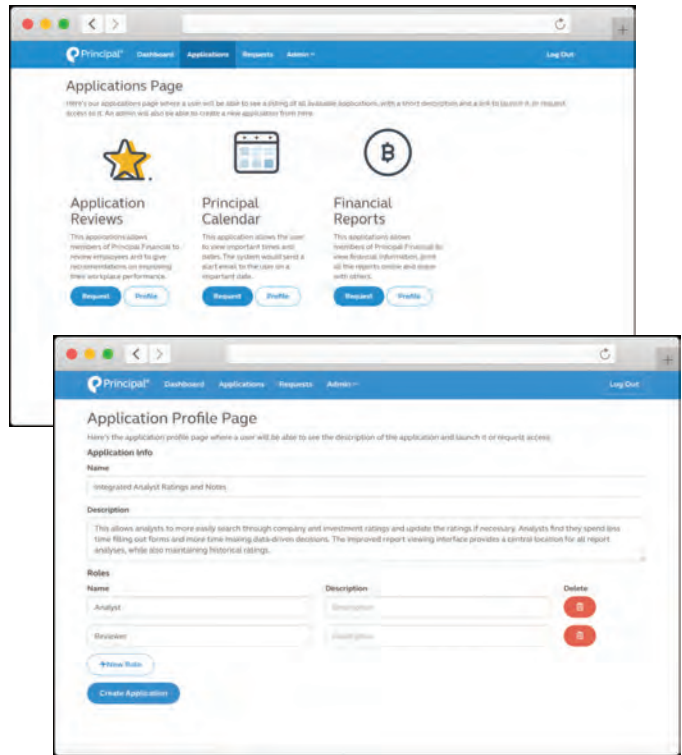 Principal® Dashboard Applications Requests Admin Log Out
Applications Page
Here's our applications page where a user will be able to see a listing of all available applications, with a short description and a link to launch it, or request
access to it. An admin will also be able to create a new application from here.
Application
Reviews
This applications allows
members of Principal Financial to
review employees and to give
recommendations on improving
their workplace performance.
Request Profile
Principal
Calendar
This application allows the user
to view important times and
dates. The system would send a
alert email to the user on a
important date.
Request Profile
Financial
Reports
This applications allows
members of Principal Financial to
view financial information, print
all the reports online and share
with others.
Request Profile
Principal® Dashboard Applications Requests Admin Log Out
Application Profile Page
Here's the application profile page where a user will be able to see the description of the application and launch it or request access.
Application Info
Name
Integrated Analyst Ratings and Notes
Description
This allows analysts to more easily search through company and investment ratings and update the ratings if necessary. Analysts find they spend less
time filling out forms and more time making data-driven decisions. The improved report viewing interface provides a central location for all report
analyses, while also maintaining historical ratings.
Roles
Name Description Delete
Analyst Description
Reviewer Description
+New Role
Create Application